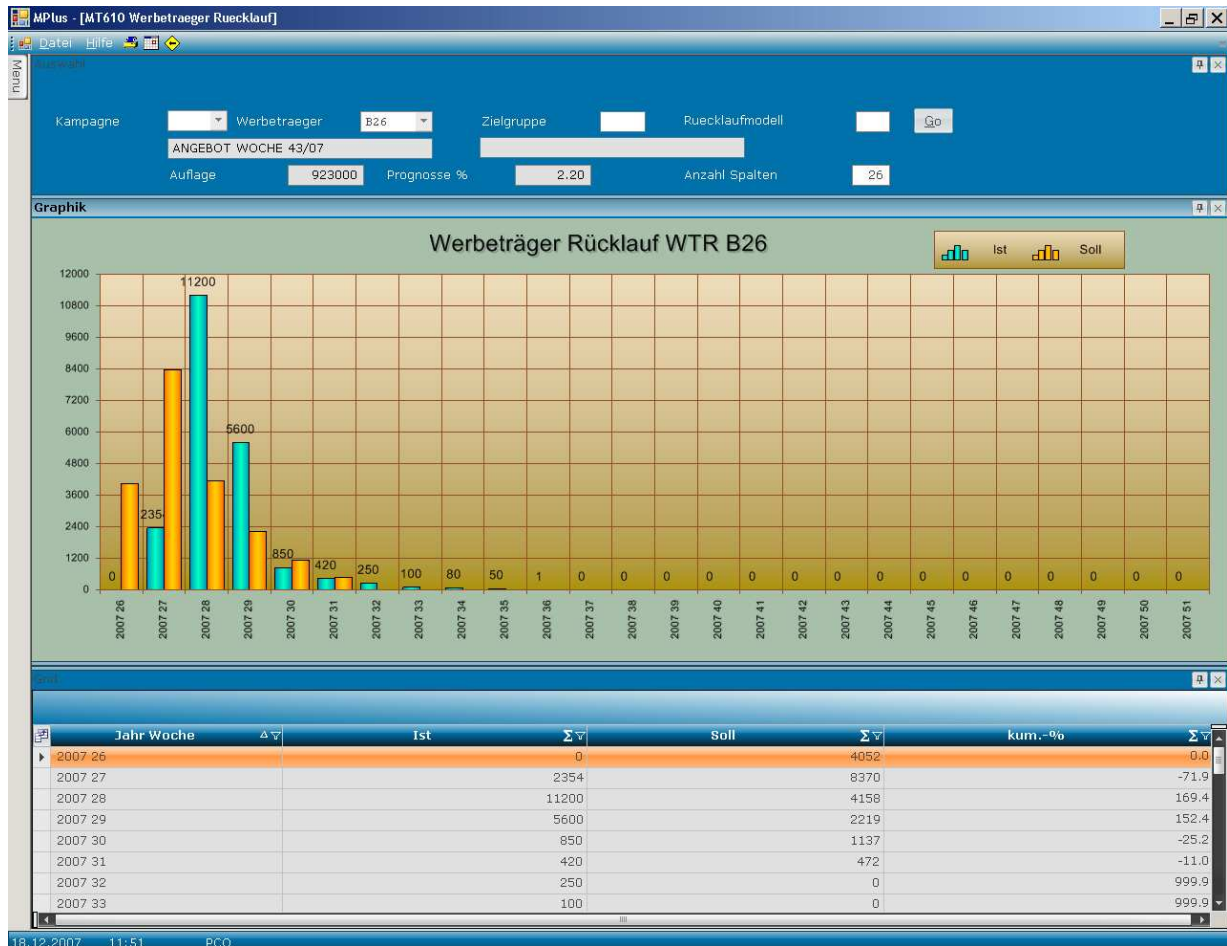 MPlus - [MT610 Werbetraeger Ruecklauf]
Datei Hilfe
Menu
Auswahl
Kampagne Werbetraeger B26 Zielgruppe Ruecklaufmodell Go
ANGEBOT WOCHE 43/07
Auflage 923000 Prognosse % 2.20 Anzahl Spalten 26
Graphik
Werbeträger Rücklauf WTR B26
Ist Soll
12000
10800
9600
8400
7200
6000
4800
3600
2400
1200
0
0 235 11200 5600 850 420 250 100 80 50 1 0 0 0 0 0 0 0 0 0 0 0 0 0 0 0
2007 26 2007 27 2007 28 2007 29 2007 30 2007 31 2007 32 2007 33 2007 34 2007 35 2007 36 2007 37 2007 38 2007 39 2007 40 2007 41 2007 42 2007 43 2007 44 2007 45 2007 46 2007 47 2007 48 2007 49 2007 50 2007 51
Grid
Jahr Woche Ist Σ Soll Σ kum.-% Σ
2007 26 0 4052 0.0
2007 27 2354 8370 -71.9
2007 28 11200 4158 169.4
2007 29 5600 2219 152.4
2007 30 850 1137 -25.2
2007 31 420 472 -11.0
2007 32 250 0 999.9
2007 33 100 0 999.9
18.12.2007 11:51 PCO